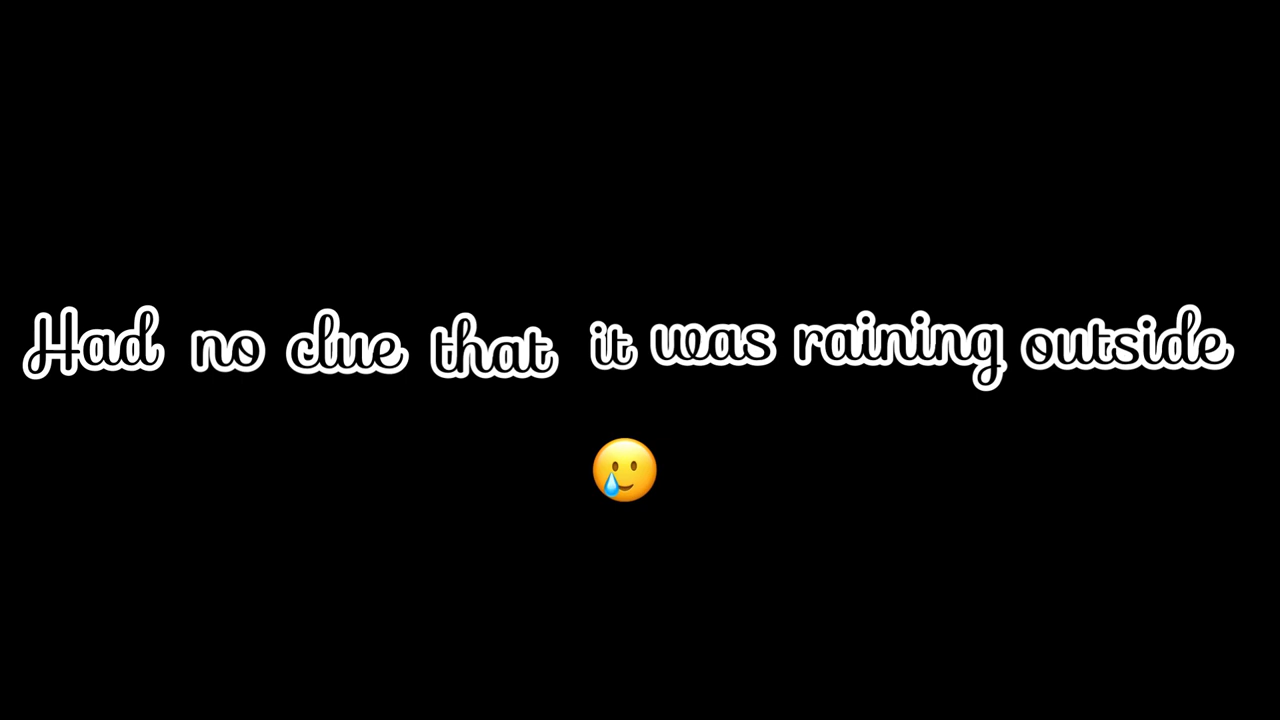 Had no clue that it was raining outside
🥲